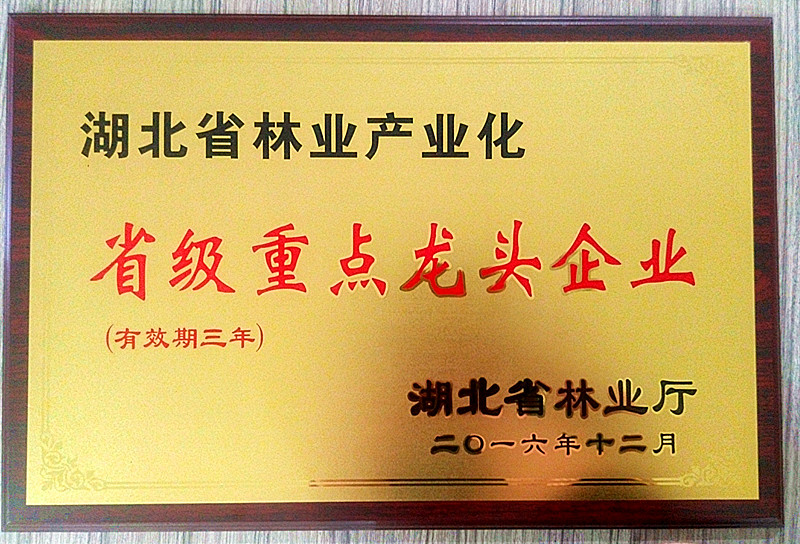 湖北省林业产业化
省级重点龙头企业
(有效期三年)
湖北省林业厅
二〇一六年十二月